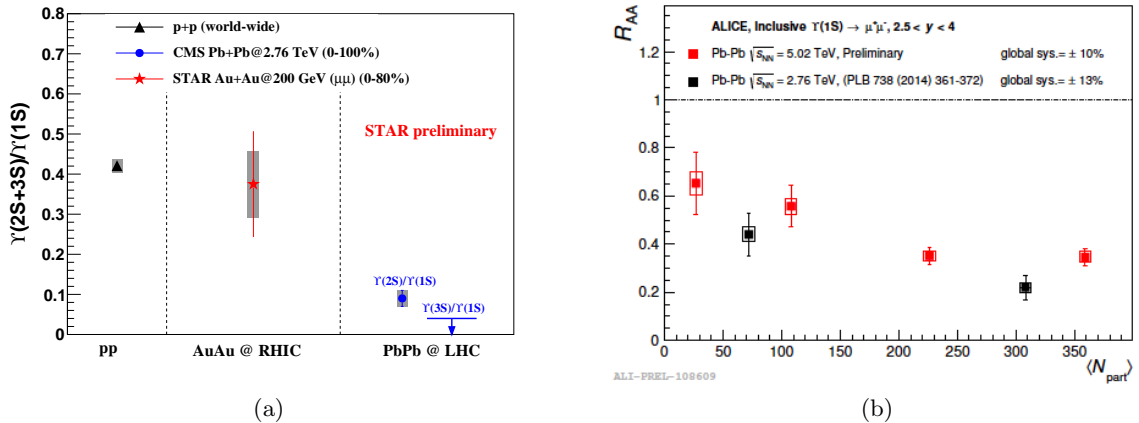 p+p (world-wide)
CMS Pb+Pb@2.76 TeV (0-100%)
STAR Au+Au@200 GeV (μμ) (0-80%)
STAR preliminary
ϒ(2S+3S)/ϒ(1S)
0.8
0.7
0.6
0.5
0.4
0.3
0.2
0.1
0
ϒ(2S)/ϒ(1S)
ϒ(3S)/ϒ(1S)
pp
AuAu @ RHIC
PbPb @ LHC
(a)
R_AA
ALICE, Inclusive ϒ(1S) → μ⁺μ⁻, 2.5 < y < 4
Pb-Pb √s_NN = 5.02 TeV, Preliminary global sys.= ± 10%
Pb-Pb √s_NN = 2.76 TeV, (PLB 738 (2014) 361-372) global sys.= ± 13%
1.2
1
0.8
0.6
0.4
0.2
0
0 50 100 150 200 250 300 350
⟨N_part⟩
ALI-PREL-108609
(b)